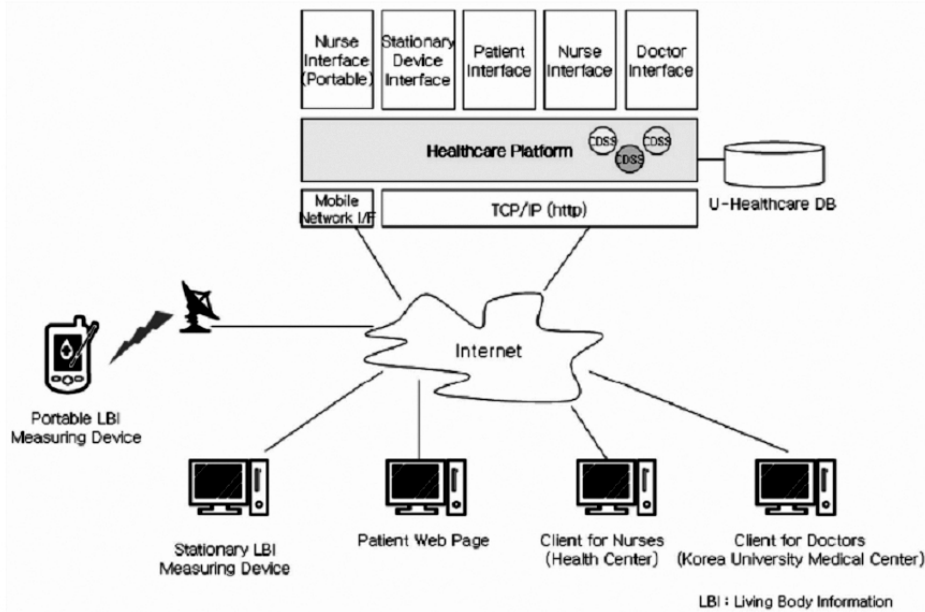 Nurse
Interface
(Portable)
Stationary
Device
Interface
Patient
Interface
Nurse
Interface
Doctor
Interface
Healthcare Platform
CDSS
CDSS
CDSS
U-Healthcare DB
Mobile
Network I/F
TCP/IP (http)
Internet
Portable LBI
Measuring Device
Stationary LBI
Measuring Device
Patient Web Page
Client for Nurses
(Health Center)
Client for Doctors
(Korea University Medical Center)
LBI : Living Body Information